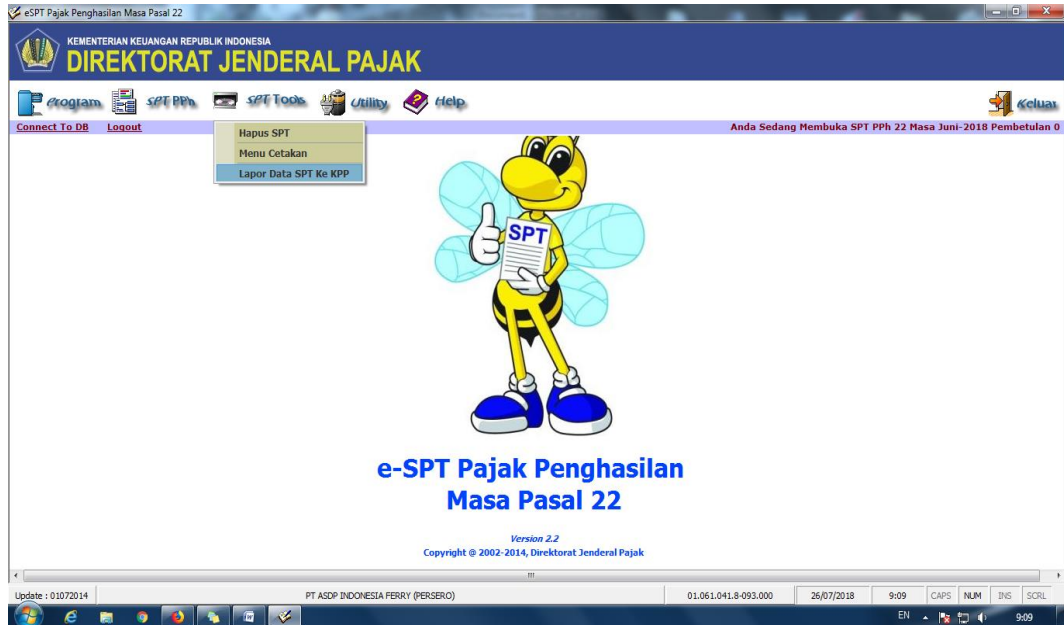 eSPT Pajak Penghasilan Masa Pasal 22
KEMENTERIAN KEUANGAN REPUBLIK INDONESIA
DIREKTORAT JENDERAL PAJAK
Program SPT PPh SPT Tools Utility Help Keluar
Connect To DB Logout Anda Sedang Membuka SPT PPh 22 Masa Juni-2018 Pembetulan 0
Hapus SPT
Menu Cetakan
Lapor Data SPT Ke KPP
SPT
e-SPT Pajak Penghasilan
Masa Pasal 22
Version 2.2
Copyright @ 2002-2014, Direktorat Jenderal Pajak
Update : 01072014 PT ASDP INDONESIA FERRY (PERSERO) 01.061.041.8-093.000 26/07/2018 9:09 CAPS NUM INS SCRL
EN 9:09